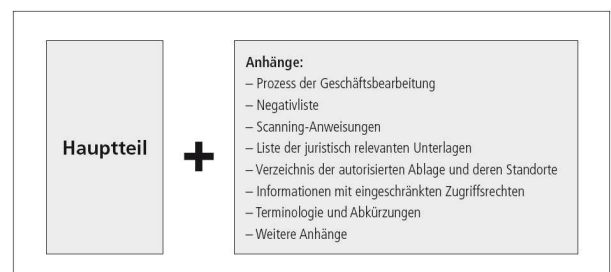 Hauptteil
+
Anhänge:
– Prozess der Geschäftsbearbeitung
– Negativliste
– Scanning-Anweisungen
– Liste der juristisch relevanten Unterlagen
– Verzeichnis der autorisierten Ablage und deren Standorte
– Informationen mit eingeschränkten Zugriffsrechten
– Terminologie und Abkürzungen
– Weitere Anhänge